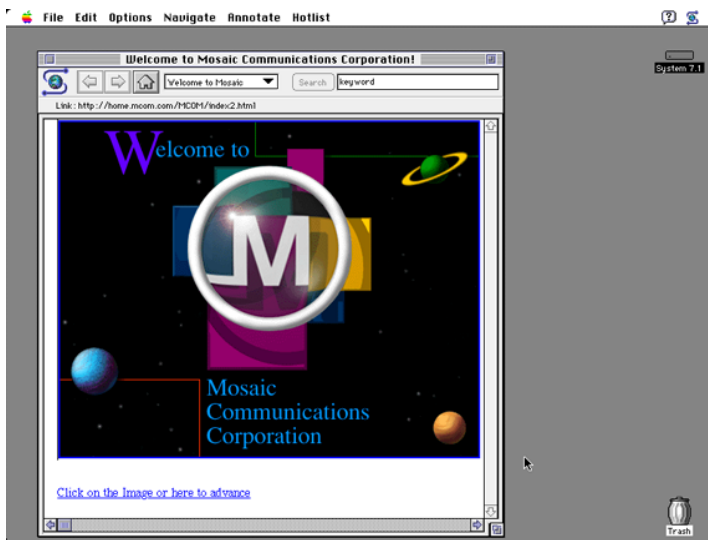 File Edit Options Navigate Annotate Hotlist
Welcome to Mosaic Communications Corporation!
Welcome to Mosaic
Search
keyword
Link: http://home.mcom.com/MCOM/index2.html
System 7.1
Welcome to
M
Mosaic
Communications
Corporation
Click on the Image or here to advance
Trash